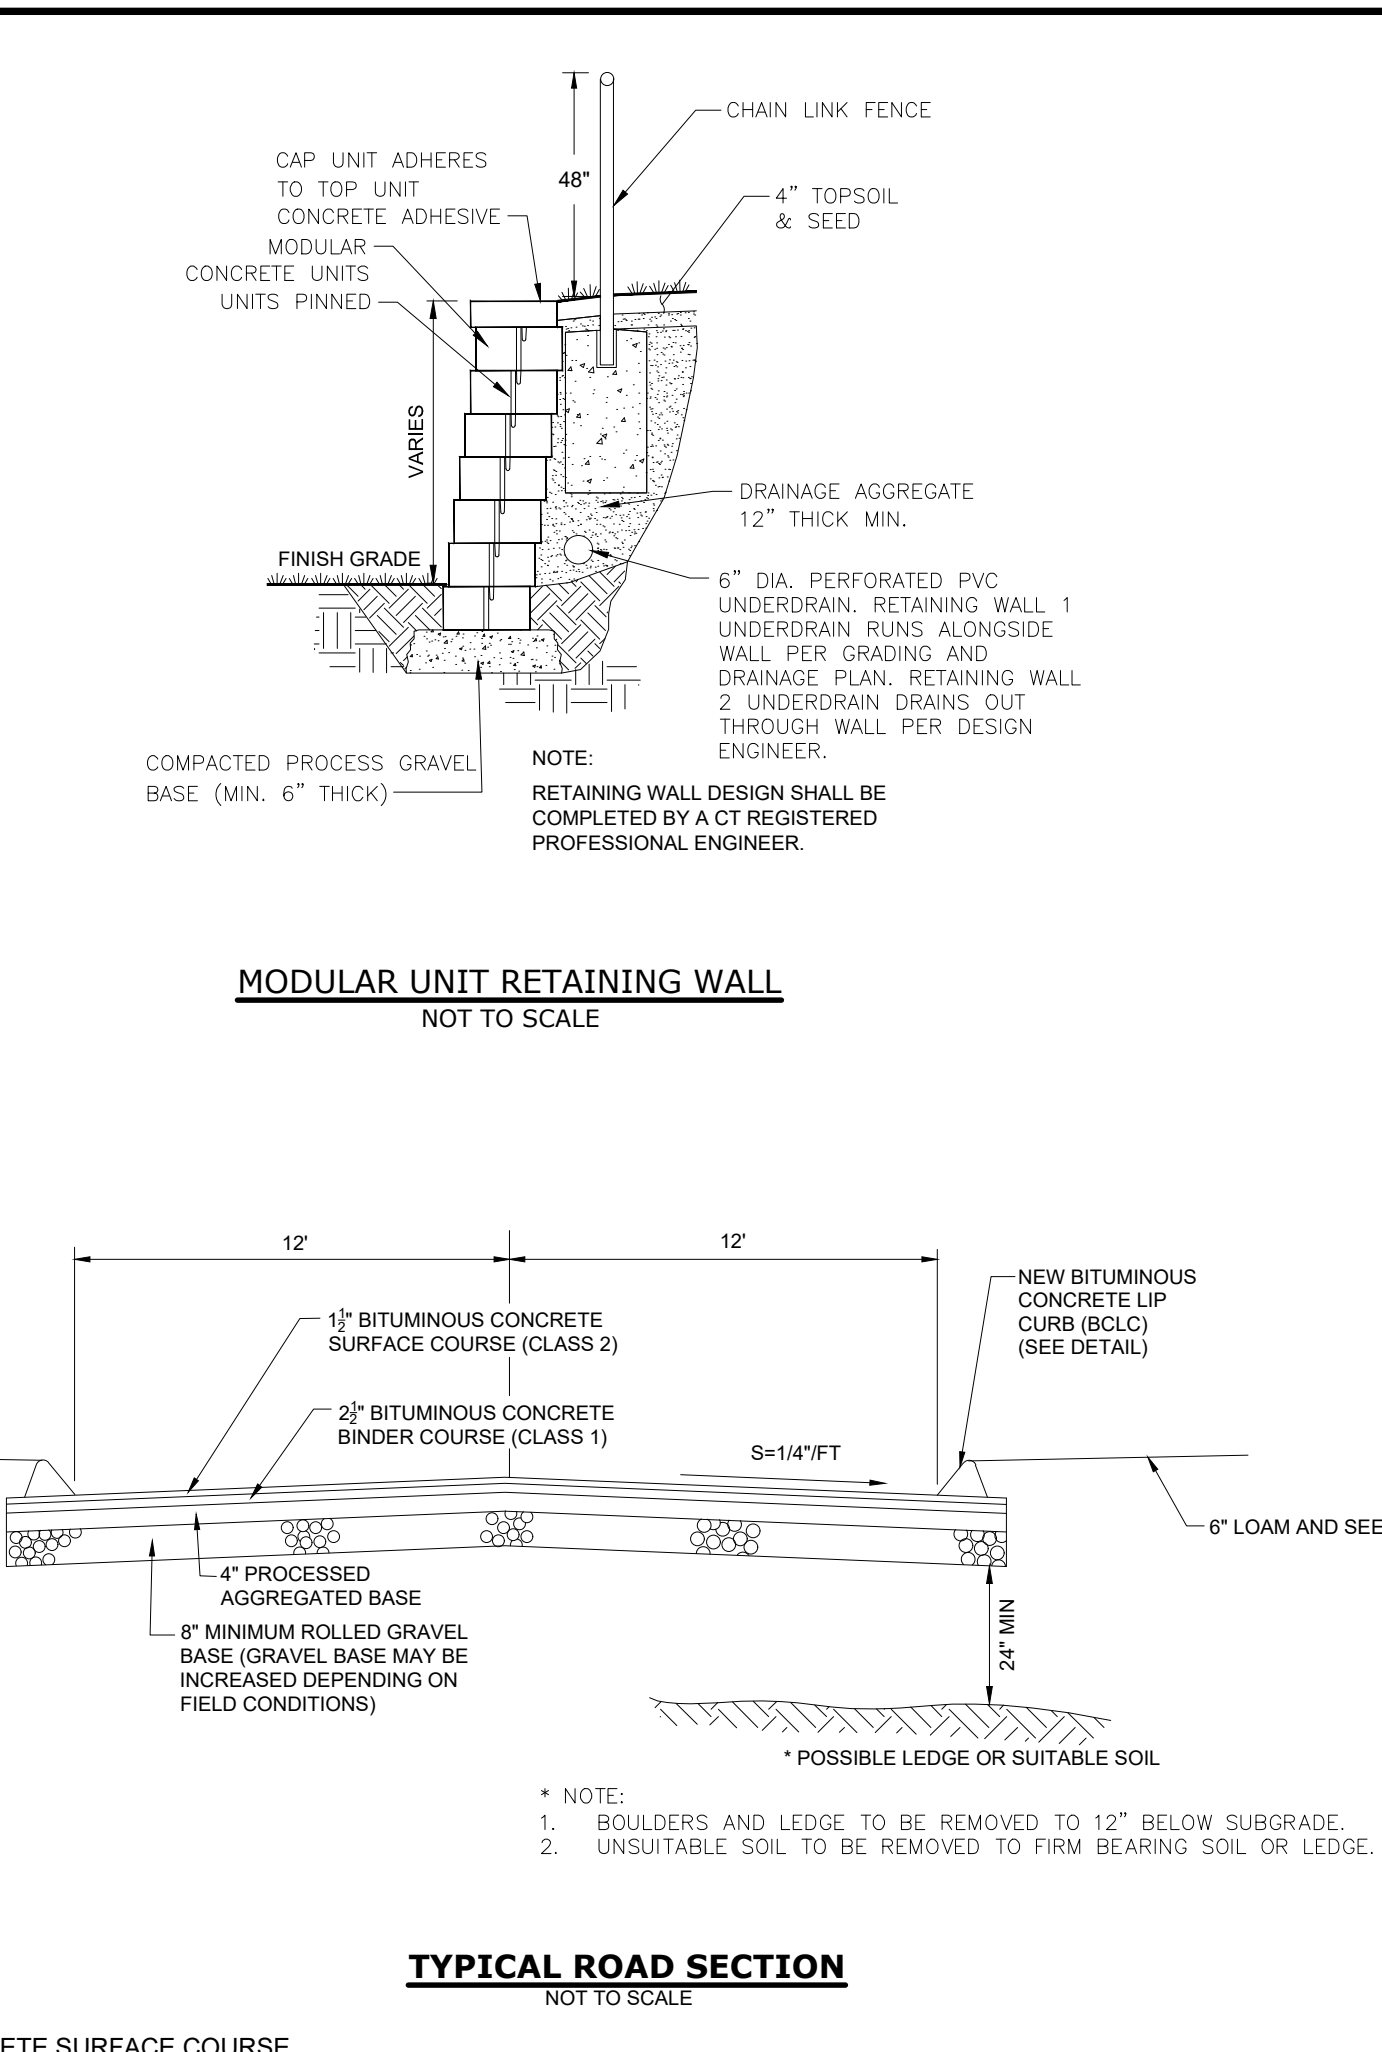 CHAIN LINK FENCE
CAP UNIT ADHERES
TO TOP UNIT
CONCRETE ADHESIVE
48"
4" TOPSOIL
& SEED
MODULAR
CONCRETE UNITS
UNITS PINNED
VARIES
DRAINAGE AGGREGATE
12" THICK MIN.
FINISH GRADE
6" DIA. PERFORATED PVC
UNDERDRAIN. RETAINING WALL 1
UNDERDRAIN RUNS ALONGSIDE
WALL PER GRADING AND
DRAINAGE PLAN. RETAINING WALL
2 UNDERDRAIN DRAINS OUT
THROUGH WALL PER DESIGN
ENGINEER.
COMPACTED PROCESS GRAVEL
BASE (MIN. 6" THICK)
NOTE:
RETAINING WALL DESIGN SHALL BE
COMPLETED BY A CT REGISTERED
PROFESSIONAL ENGINEER.
MODULAR UNIT RETAINING WALL
NOT TO SCALE
12'
12'
NEW BITUMINOUS
CONCRETE LIP
CURB (BCLC)
(SEE DETAIL)
1½" BITUMINOUS CONCRETE
SURFACE COURSE (CLASS 2)
2½" BITUMINOUS CONCRETE
BINDER COURSE (CLASS 1)
S=1/4"/FT
6" LOAM AND SEE
4" PROCESSED
AGGREGATED BASE
8" MINIMUM ROLLED GRAVEL
BASE (GRAVEL BASE MAY BE
INCREASED DEPENDING ON
FIELD CONDITIONS)
24" MIN
* POSSIBLE LEDGE OR SUITABLE SOIL
* NOTE:
1. BOULDERS AND LEDGE TO BE REMOVED TO 12" BELOW SUBGRADE.
2. UNSUITABLE SOIL TO BE REMOVED TO FIRM BEARING SOIL OR LEDGE.
TYPICAL ROAD SECTION
NOT TO SCALE
ETE SURFACE COURSE